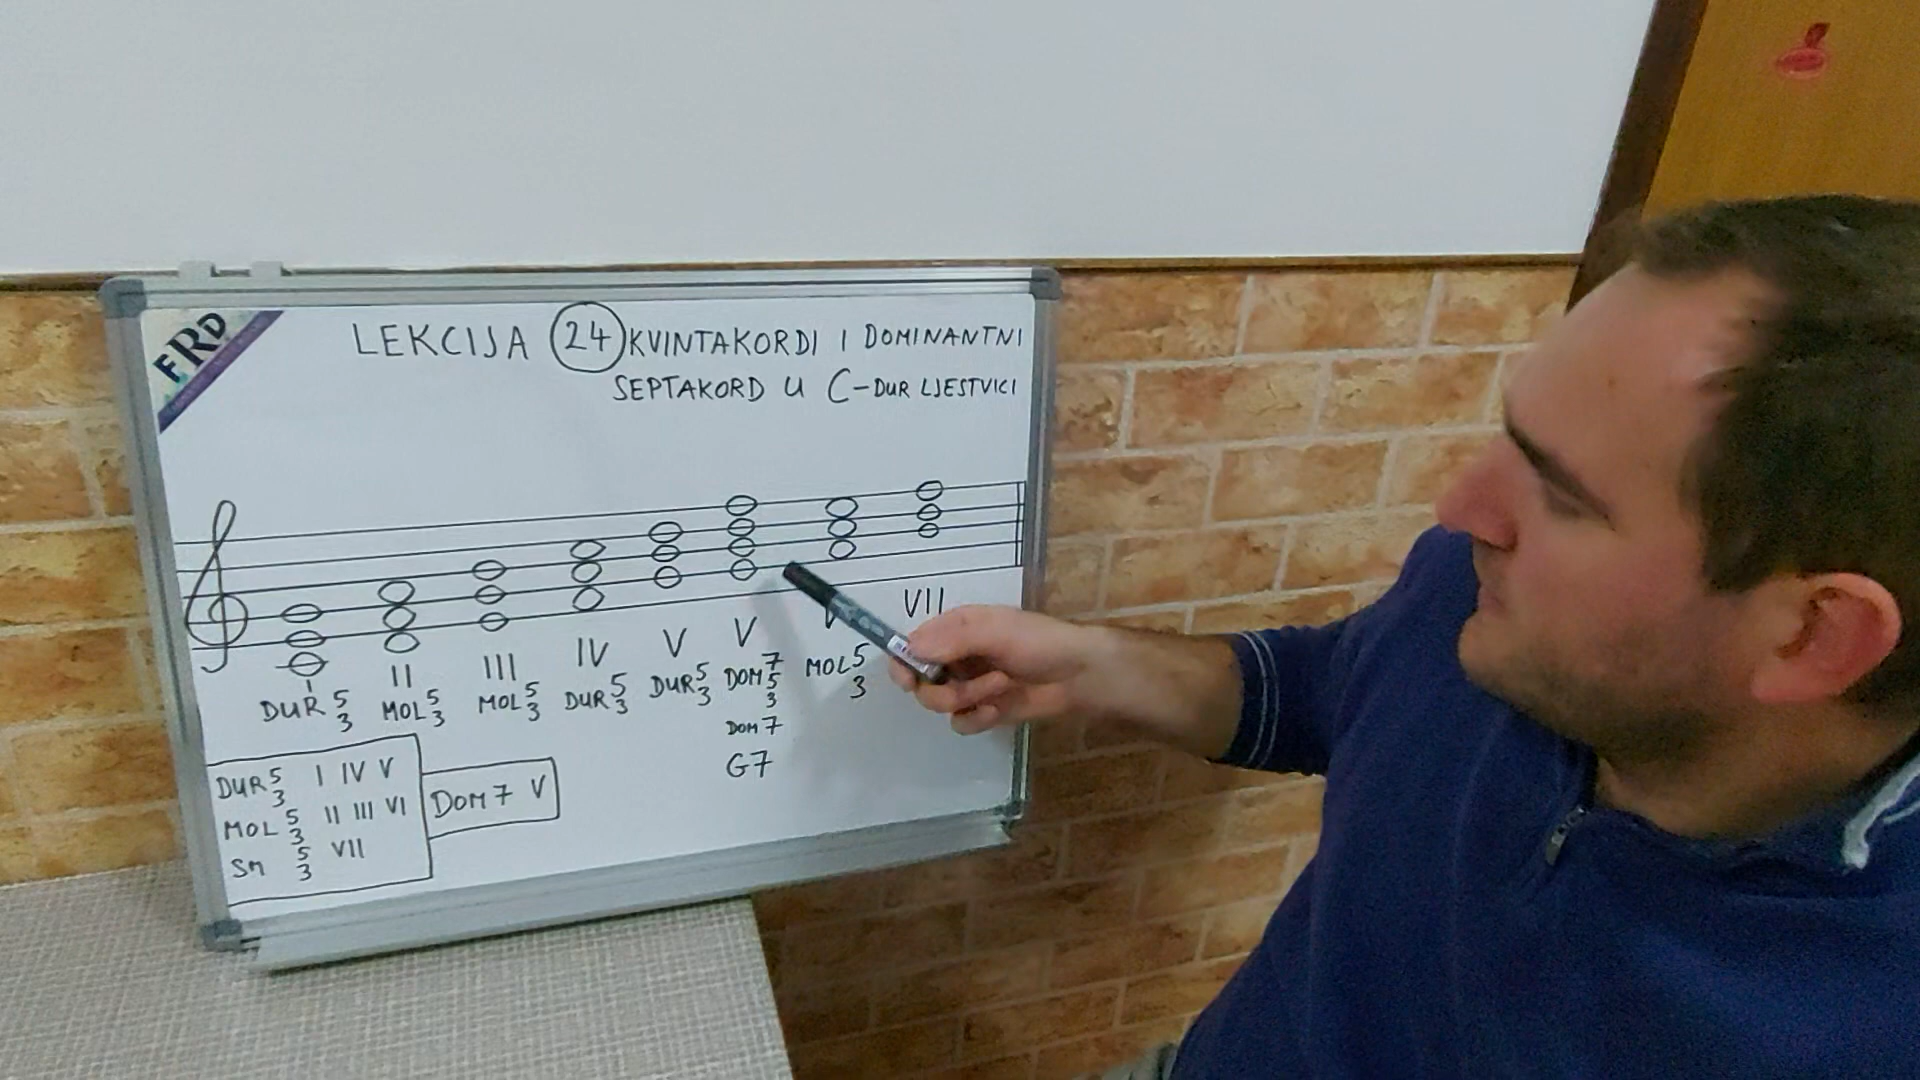 FRD
LEKCIJA 24 KVINTAKORDI I DOMINANTNI
SEPTAKORD U C-DUR LJESTVICI
I II III IV V V V VII
DUR 5 3 MOL 5 3 MOL 5 3 DUR 5 3 DUR 5 3 DOM 7 5 3 MOL 5 3
DOM 7
G7
DUR 5 3 I IV V
MOL 5 3 II III VI
SM 5 3 VII
DOM 7 V